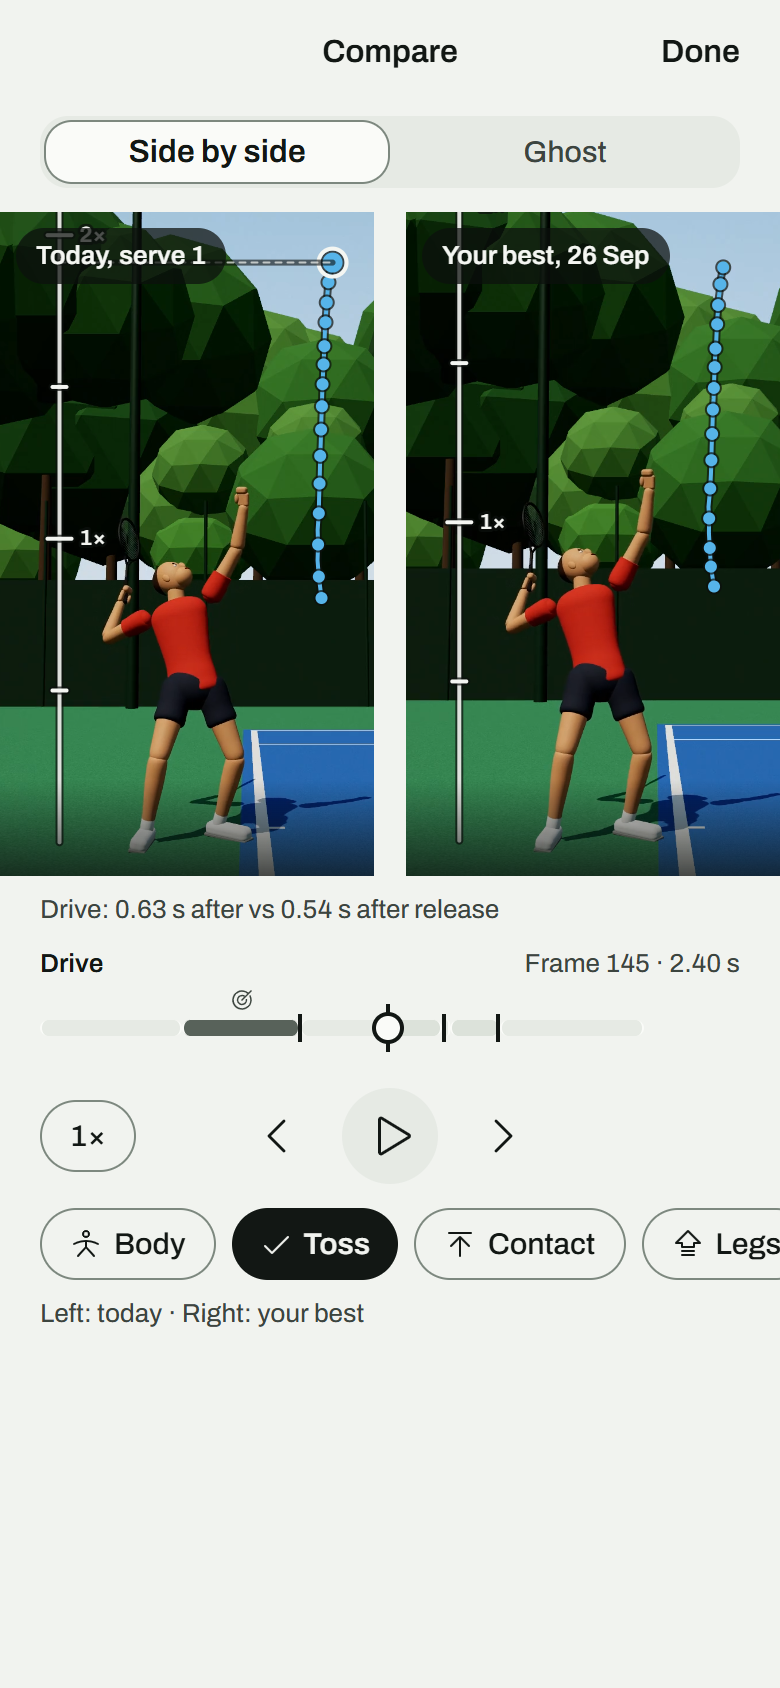 Compare
Done
Side by side
Ghost
2×
Today, serve 1
Your best, 26 Sep
1×
1×
Drive: 0.63 s after vs 0.54 s after release
Drive
Frame 145 · 2.40 s
1×
Body
Toss
Contact
Legs
Left: today · Right: your best